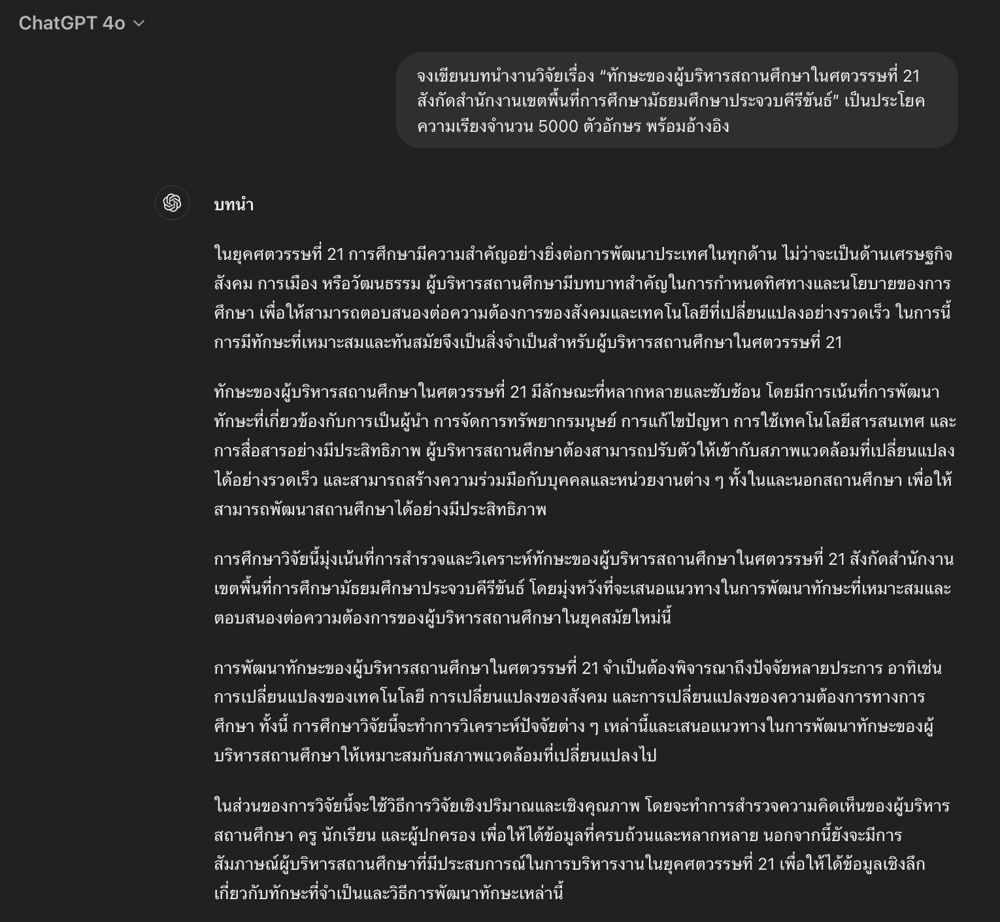 ChatGPT 4o
จงเขียนบทนำงานวิจัยเรื่อง “ทักษะของผู้บริหารสถานศึกษาในศตวรรษที่ 21
สังกัดสำนักงานเขตพื้นที่การศึกษามัธยมศึกษาประจวบคีรีขันธ์” เป็นประโยค
ความเรียงจำนวน 5000 ตัวอักษร พร้อมอ้างอิง
บทนำ
ในยุคศตวรรษที่ 21 การศึกษามีความสำคัญอย่างยิ่งต่อการพัฒนาประเทศในทุกด้าน ไม่ว่าจะเป็นด้านเศรษฐกิจ
สังคม การเมือง หรือวัฒนธรรม ผู้บริหารสถานศึกษามีบทบาทสำคัญในการกำหนดทิศทางและนโยบายของการ
ศึกษา เพื่อให้สามารถตอบสนองต่อความต้องการของสังคมและเทคโนโลยีที่เปลี่ยนแปลงอย่างรวดเร็ว ในการนี้
การมีทักษะที่เหมาะสมและทันสมัยจึงเป็นสิ่งจำเป็นสำหรับผู้บริหารสถานศึกษาในศตวรรษที่ 21
ทักษะของผู้บริหารสถานศึกษาในศตวรรษที่ 21 มีลักษณะที่หลากหลายและซับซ้อน โดยมีการเน้นที่การพัฒนา
ทักษะที่เกี่ยวข้องกับการเป็นผู้นำ การจัดการทรัพยากรมนุษย์ การแก้ไขปัญหา การใช้เทคโนโลยีสารสนเทศ และ
การสื่อสารอย่างมีประสิทธิภาพ ผู้บริหารสถานศึกษาต้องสามารถปรับตัวให้เข้ากับสภาพแวดล้อมที่เปลี่ยนแปลง
ได้อย่างรวดเร็ว และสามารถสร้างความร่วมมือกับบุคคลและหน่วยงานต่าง ๆ ทั้งในและนอกสถานศึกษา เพื่อให้
สามารถพัฒนาสถานศึกษาได้อย่างมีประสิทธิภาพ
การศึกษาวิจัยนี้มุ่งเน้นที่การสำรวจและวิเคราะห์ทักษะของผู้บริหารสถานศึกษาในศตวรรษที่ 21 สังกัดสำนักงาน
เขตพื้นที่การศึกษามัธยมศึกษาประจวบคีรีขันธ์ โดยมุ่งหวังที่จะเสนอแนวทางในการพัฒนาทักษะที่เหมาะสมและ
ตอบสนองต่อความต้องการของผู้บริหารสถานศึกษาในยุคสมัยใหม่นี้
การพัฒนาทักษะของผู้บริหารสถานศึกษาในศตวรรษที่ 21 จำเป็นต้องพิจารณาถึงปัจจัยหลายประการ อาทิเช่น
การเปลี่ยนแปลงของเทคโนโลยี การเปลี่ยนแปลงของสังคม และการเปลี่ยนแปลงของความต้องการทางการ
ศึกษา ทั้งนี้ การศึกษาวิจัยนี้จะทำการวิเคราะห์ปัจจัยต่าง ๆ เหล่านี้และเสนอแนวทางในการพัฒนาทักษะของผู้
บริหารสถานศึกษาให้เหมาะสมกับสภาพแวดล้อมที่เปลี่ยนแปลงไป
ในส่วนของการวิจัยนี้จะใช้วิธีการวิจัยเชิงปริมาณและเชิงคุณภาพ โดยจะทำการสำรวจความคิดเห็นของผู้บริหาร
สถานศึกษา ครู นักเรียน และผู้ปกครอง เพื่อให้ได้ข้อมูลที่ครบถ้วนและหลากหลาย นอกจากนี้ยังจะมีการ
สัมภาษณ์ผู้บริหารสถานศึกษาที่มีประสบการณ์ในการบริหารงานในยุคศตวรรษที่ 21 เพื่อให้ได้ข้อมูลเชิงลึก
เกี่ยวกับทักษะที่จำเป็นและวิธีการพัฒนาทักษะเหล่านี้